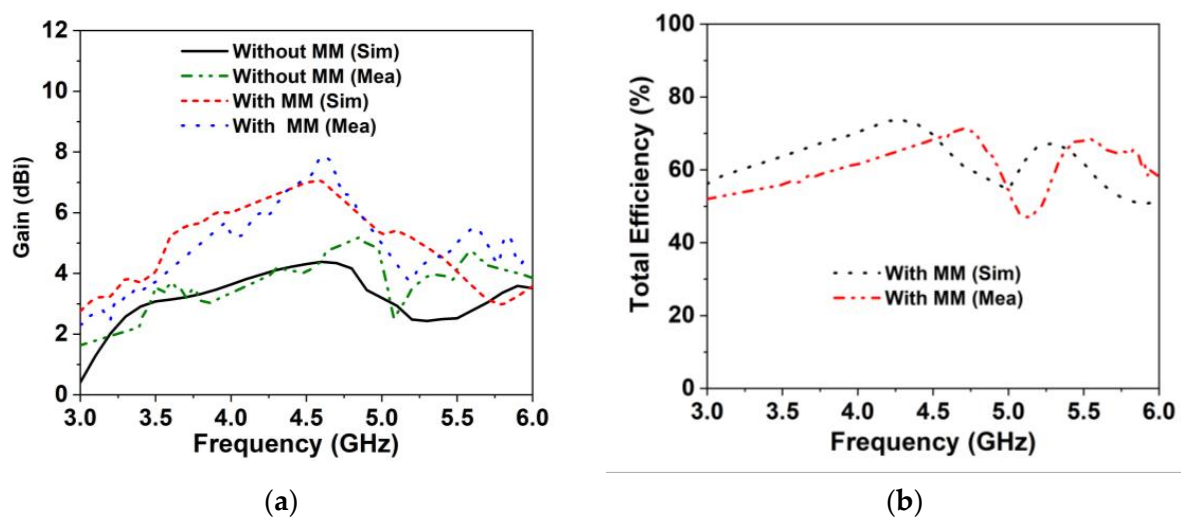 12
10
8
6
4
2
0
Gain (dBi)
Without MM (Sim)
Without MM (Mea)
With MM (Sim)
With MM (Mea)
3.0 3.5 4.0 4.5 5.0 5.5 6.0
Frequency (GHz)
(a)
100
80
60
40
20
0
Total Efficiency (%)
With MM (Sim)
With MM (Mea)
3.0 3.5 4.0 4.5 5.0 5.5 6.0
Frequency (GHz)
(b)